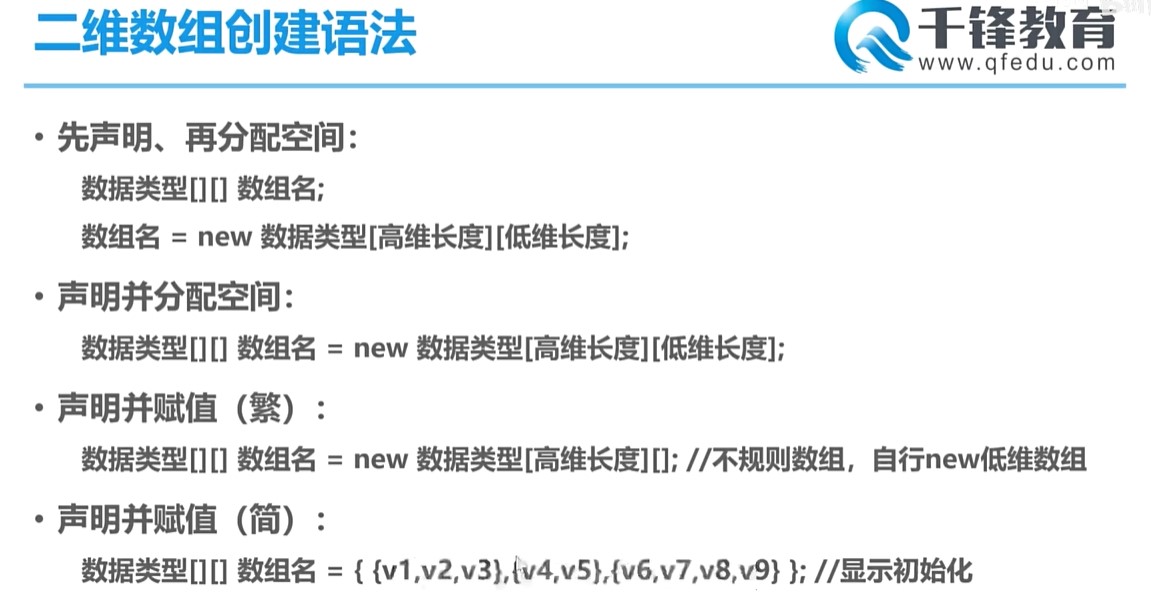 二维数组创建语法
千锋教育
www.qfedu.com
• 先声明、再分配空间：
数据类型[][] 数组名;
数组名 = new 数据类型[高维长度][低维长度];
• 声明并分配空间：
数据类型[][] 数组名 = new 数据类型[高维长度][低维长度];
• 声明并赋值（繁）：
数据类型[][] 数组名 = new 数据类型[高维长度][]; //不规则数组，自行new低维数组
• 声明并赋值（简）：
数据类型[][] 数组名 = { {v1,v2,v3},{v4,v5},{v6,v7,v8,v9} }; //显示初始化